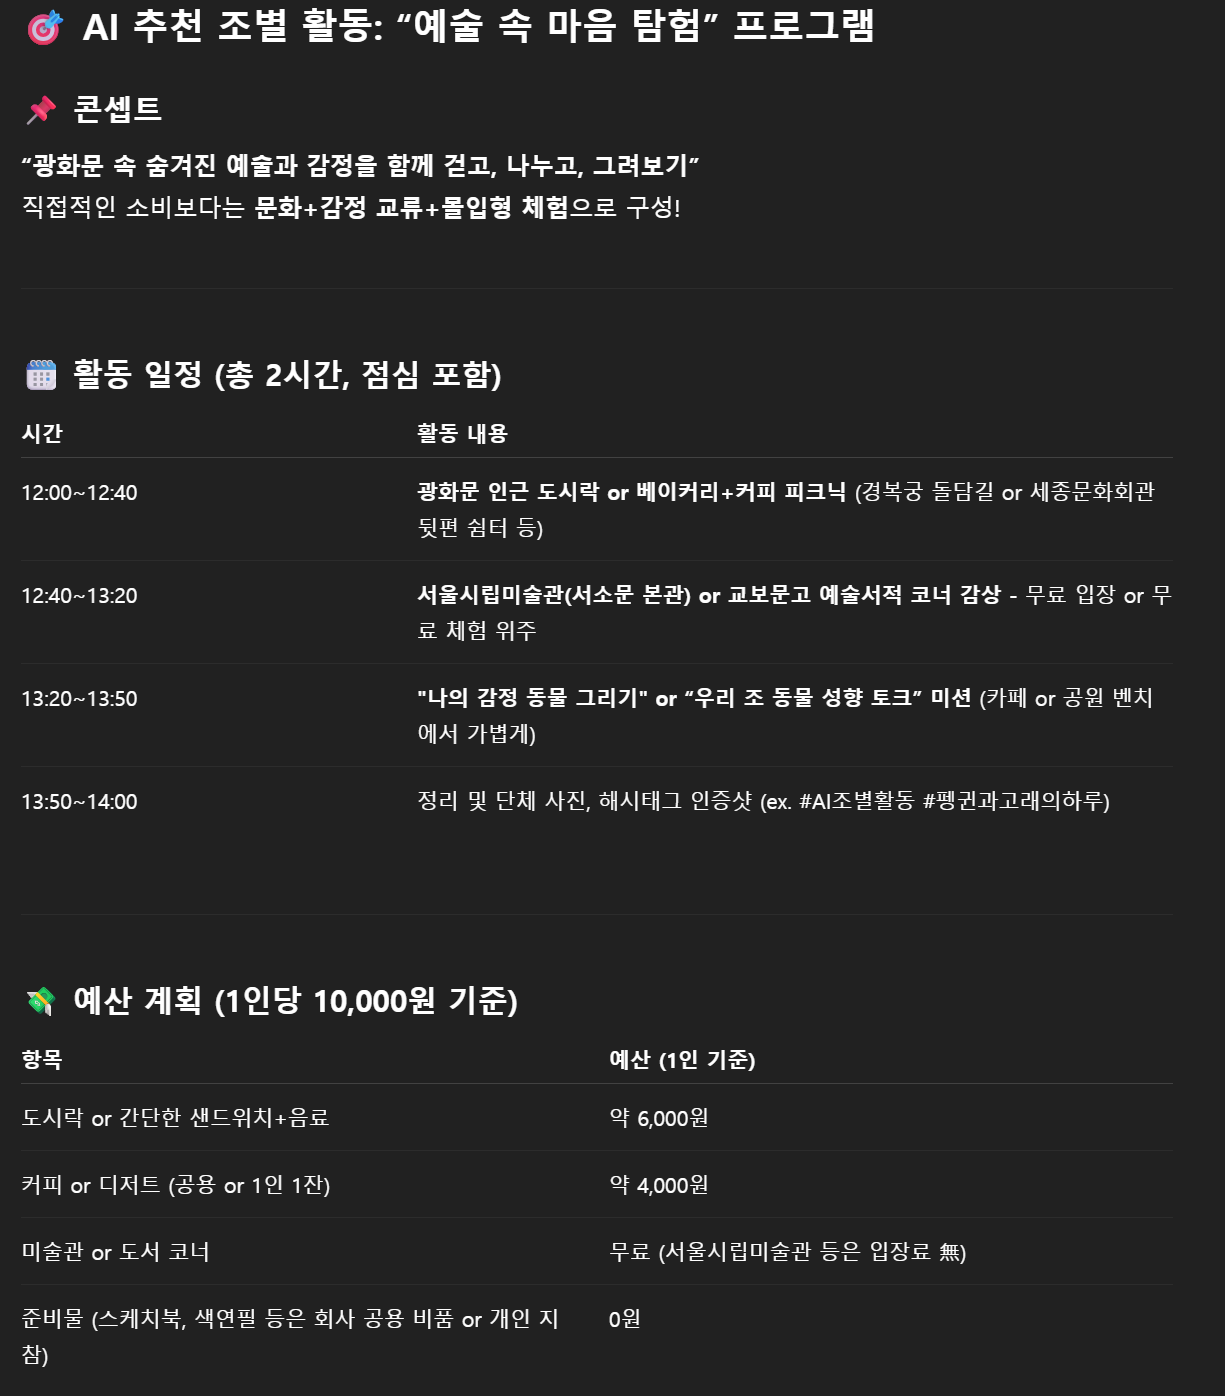 🎯 AI 추천 조별 활동: “예술 속 마음 탐험” 프로그램
📌 콘셉트
“광화문 속 숨겨진 예술과 감정을 함께 걷고, 나누고, 그려보기”
직접적인 소비보다는 문화+감정 교류+몰입형 체험으로 구성!
🗓️ 활동 일정 (총 2시간, 점심 포함)
시간 활동 내용
12:00~12:40 광화문 인근 도시락 or 베이커리+커피 피크닉 (경복궁 돌담길 or 세종문화회관
뒷편 쉼터 등)
12:40~13:20 서울시립미술관(서소문 본관) or 교보문고 예술서적 코너 감상 - 무료 입장 or 무
료 체험 위주
13:20~13:50 "나의 감정 동물 그리기" or “우리 조 동물 성향 토크” 미션 (카페 or 공원 벤치
에서 가볍게)
13:50~14:00 정리 및 단체 사진, 해시태그 인증샷 (ex. #AI조별활동 #펭귄과고래의하루)
💸 예산 계획 (1인당 10,000원 기준)
항목 예산 (1인 기준)
도시락 or 간단한 샌드위치+음료 약 6,000원
커피 or 디저트 (공용 or 1인 1잔) 약 4,000원
미술관 or 도서 코너 무료 (서울시립미술관 등은 입장료 無)
준비물 (스케치북, 색연필 등은 회사 공용 비품 or 개인 지 0원
참)